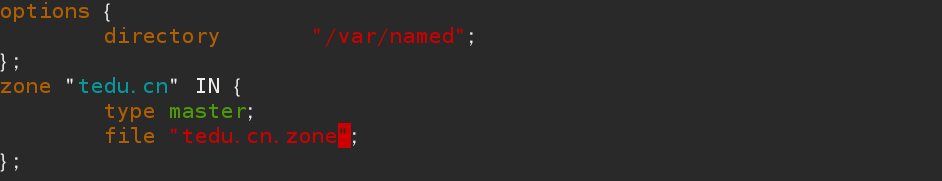 options {
        directory       "/var/named";
};
zone "tedu.cn" IN {
        type master;
        file "tedu.cn.zone";
};